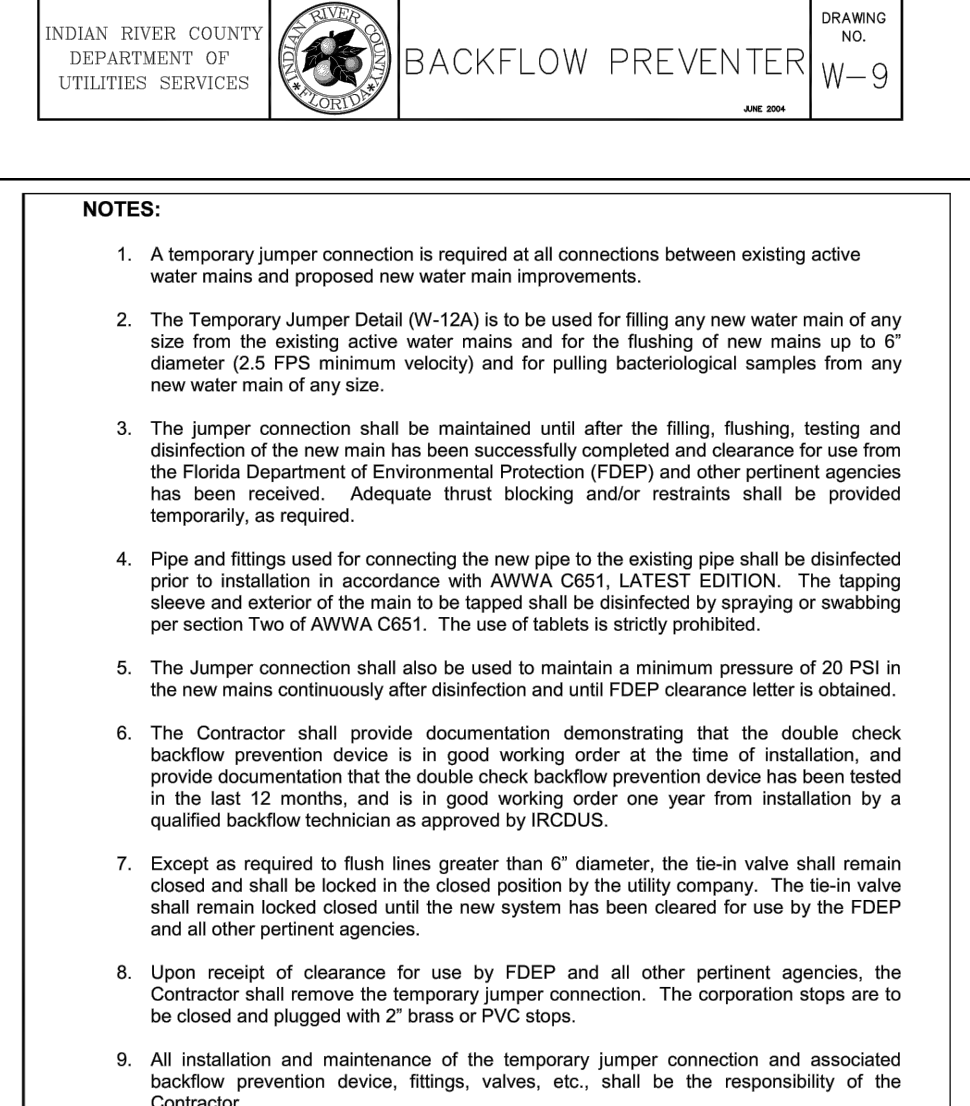 INDIAN RIVER COUNTY
DEPARTMENT OF
UTILITIES SERVICES
INDIAN RIVER COUNTY
* FLORIDA *
BACKFLOW PREVENTER
JUNE 2004
DRAWING
NO.
W-9
NOTES:
1. A temporary jumper connection is required at all connections between existing active
water mains and proposed new water main improvements.
2. The Temporary Jumper Detail (W-12A) is to be used for filling any new water main of any
size from the existing active water mains and for the flushing of new mains up to 6”
diameter (2.5 FPS minimum velocity) and for pulling bacteriological samples from any
new water main of any size.
3. The jumper connection shall be maintained until after the filling, flushing, testing and
disinfection of the new main has been successfully completed and clearance for use from
the Florida Department of Environmental Protection (FDEP) and other pertinent agencies
has been received. Adequate thrust blocking and/or restraints shall be provided
temporarily, as required.
4. Pipe and fittings used for connecting the new pipe to the existing pipe shall be disinfected
prior to installation in accordance with AWWA C651, LATEST EDITION. The tapping
sleeve and exterior of the main to be tapped shall be disinfected by spraying or swabbing
per section Two of AWWA C651. The use of tablets is strictly prohibited.
5. The Jumper connection shall also be used to maintain a minimum pressure of 20 PSI in
the new mains continuously after disinfection and until FDEP clearance letter is obtained.
6. The Contractor shall provide documentation demonstrating that the double check
backflow prevention device is in good working order at the time of installation, and
provide documentation that the double check backflow prevention device has been tested
in the last 12 months, and is in good working order one year from installation by a
qualified backflow technician as approved by IRCDUS.
7. Except as required to flush lines greater than 6” diameter, the tie-in valve shall remain
closed and shall be locked in the closed position by the utility company. The tie-in valve
shall remain locked closed until the new system has been cleared for use by the FDEP
and all other pertinent agencies.
8. Upon receipt of clearance for use by FDEP and all other pertinent agencies, the
Contractor shall remove the temporary jumper connection. The corporation stops are to
be closed and plugged with 2” brass or PVC stops.
9. All installation and maintenance of the temporary jumper connection and associated
backflow prevention device, fittings, valves, etc., shall be the responsibility of the
Contractor.